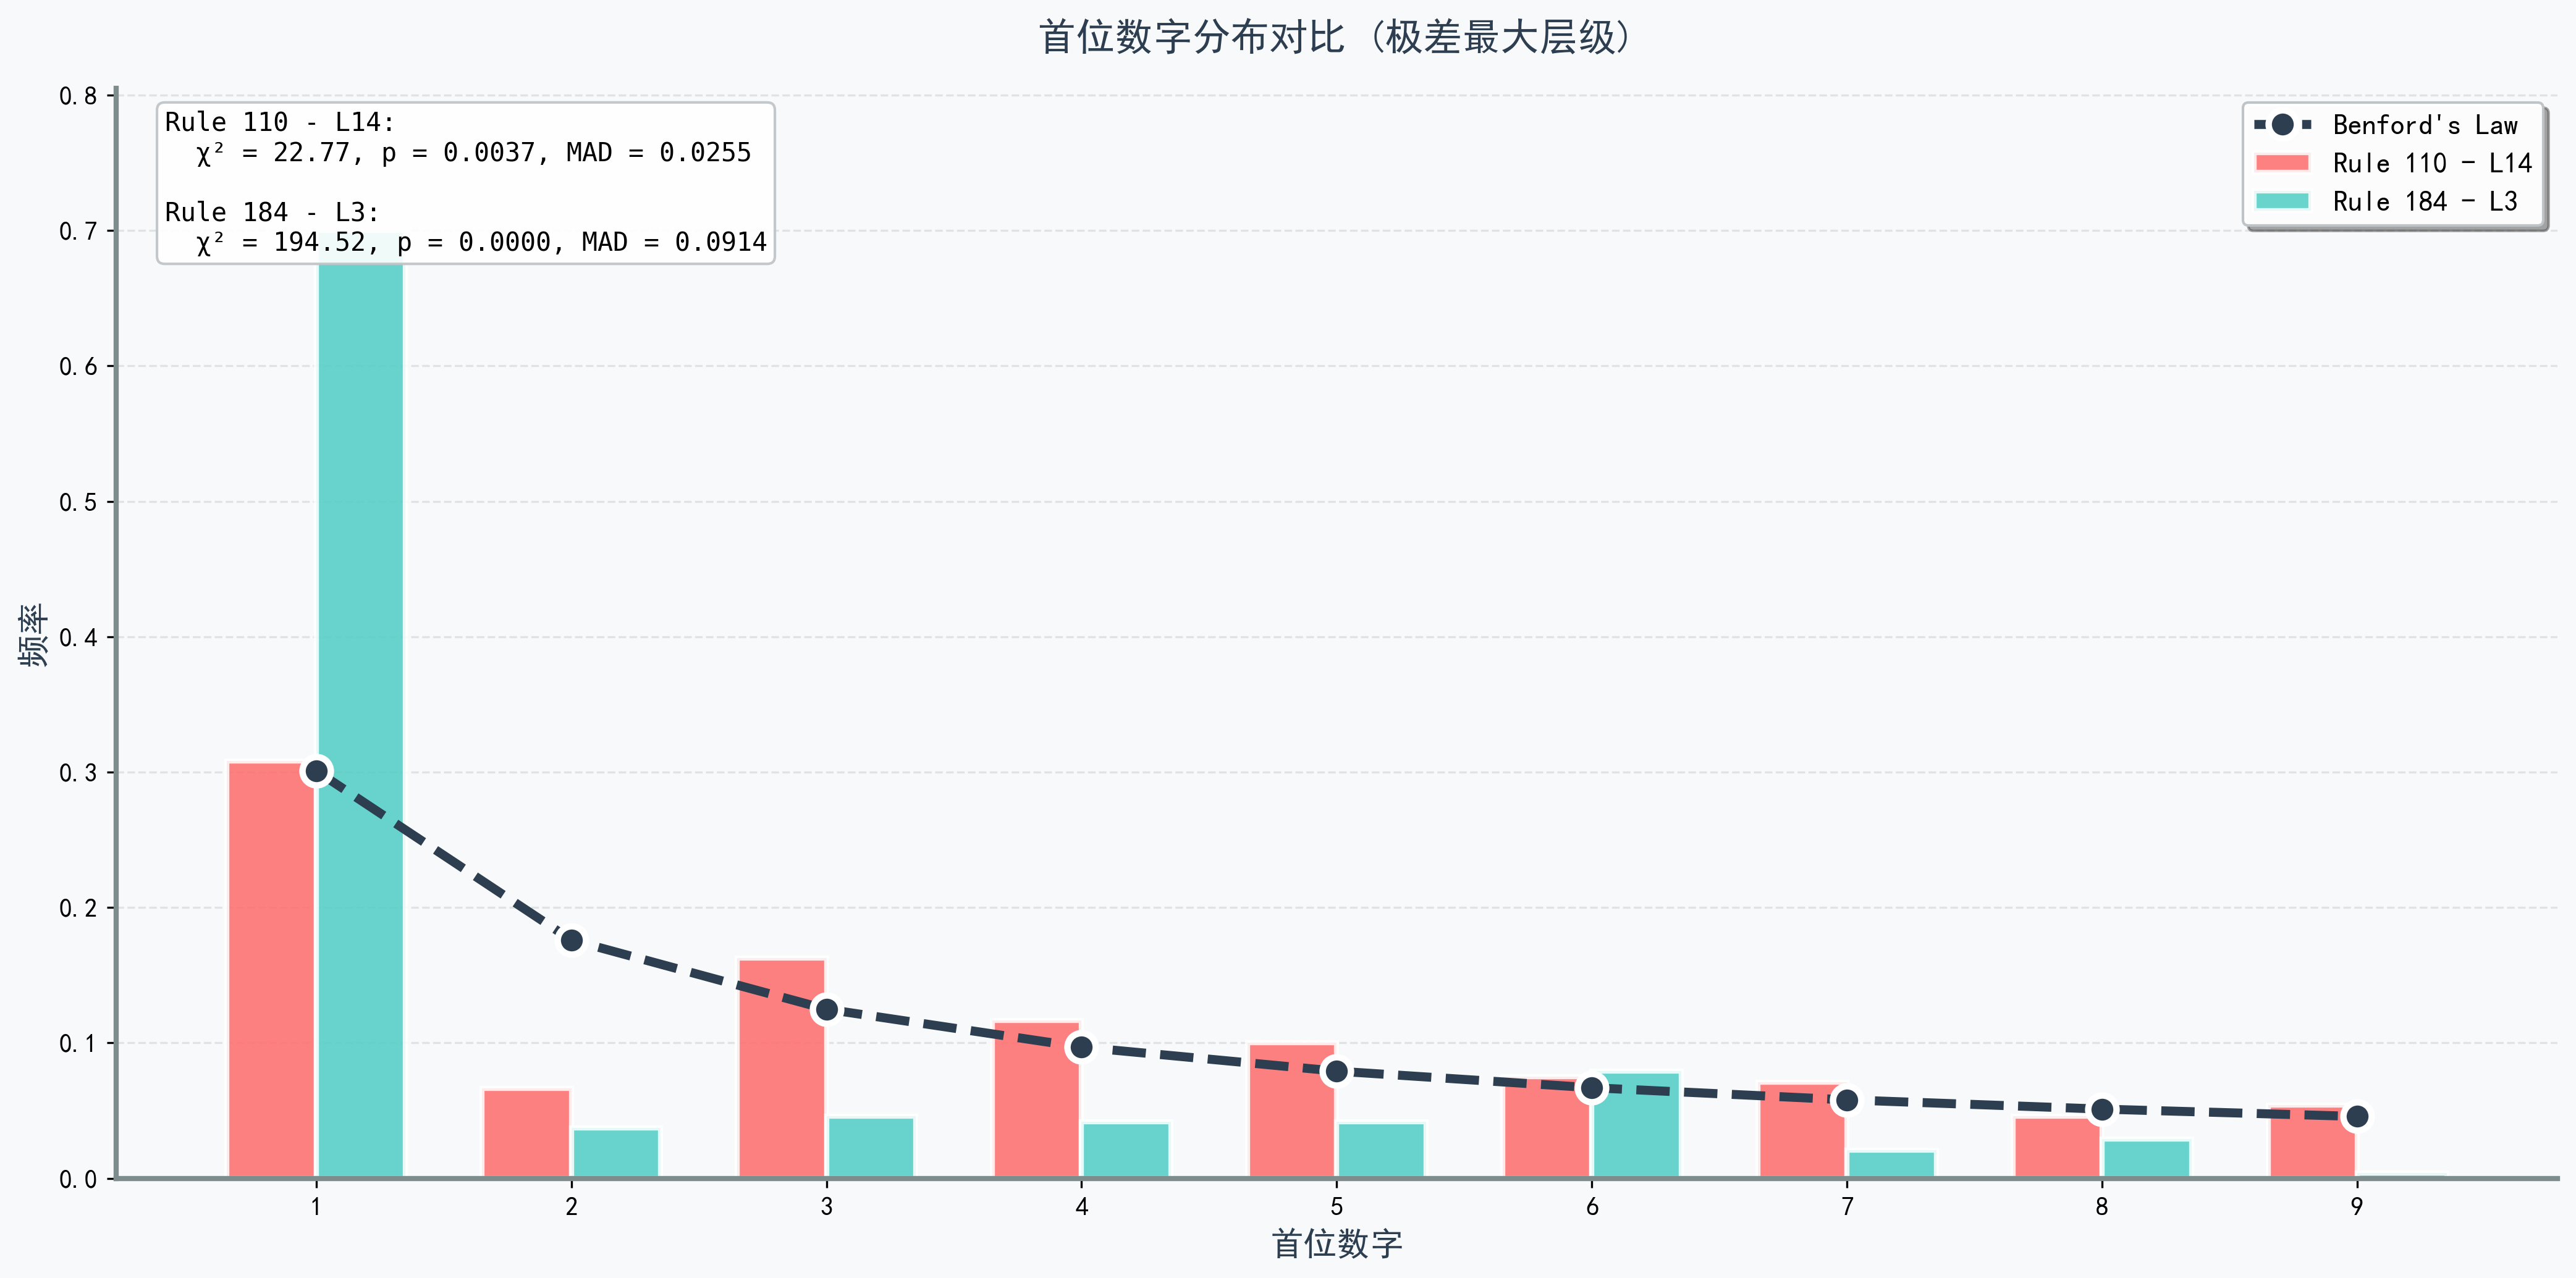 首位数字分布对比 (极差最大层级)
Rule 110 - L14:
χ² = 22.77, p = 0.0037, MAD = 0.0255
Rule 184 - L3:
χ² = 194.52, p = 0.0000, MAD = 0.0914
Benford's Law
Rule 110 - L14
Rule 184 - L3
频率
0.8
0.7
0.6
0.5
0.4
0.3
0.2
0.1
0.0
1 2 3 4 5 6 7 8 9
首位数字